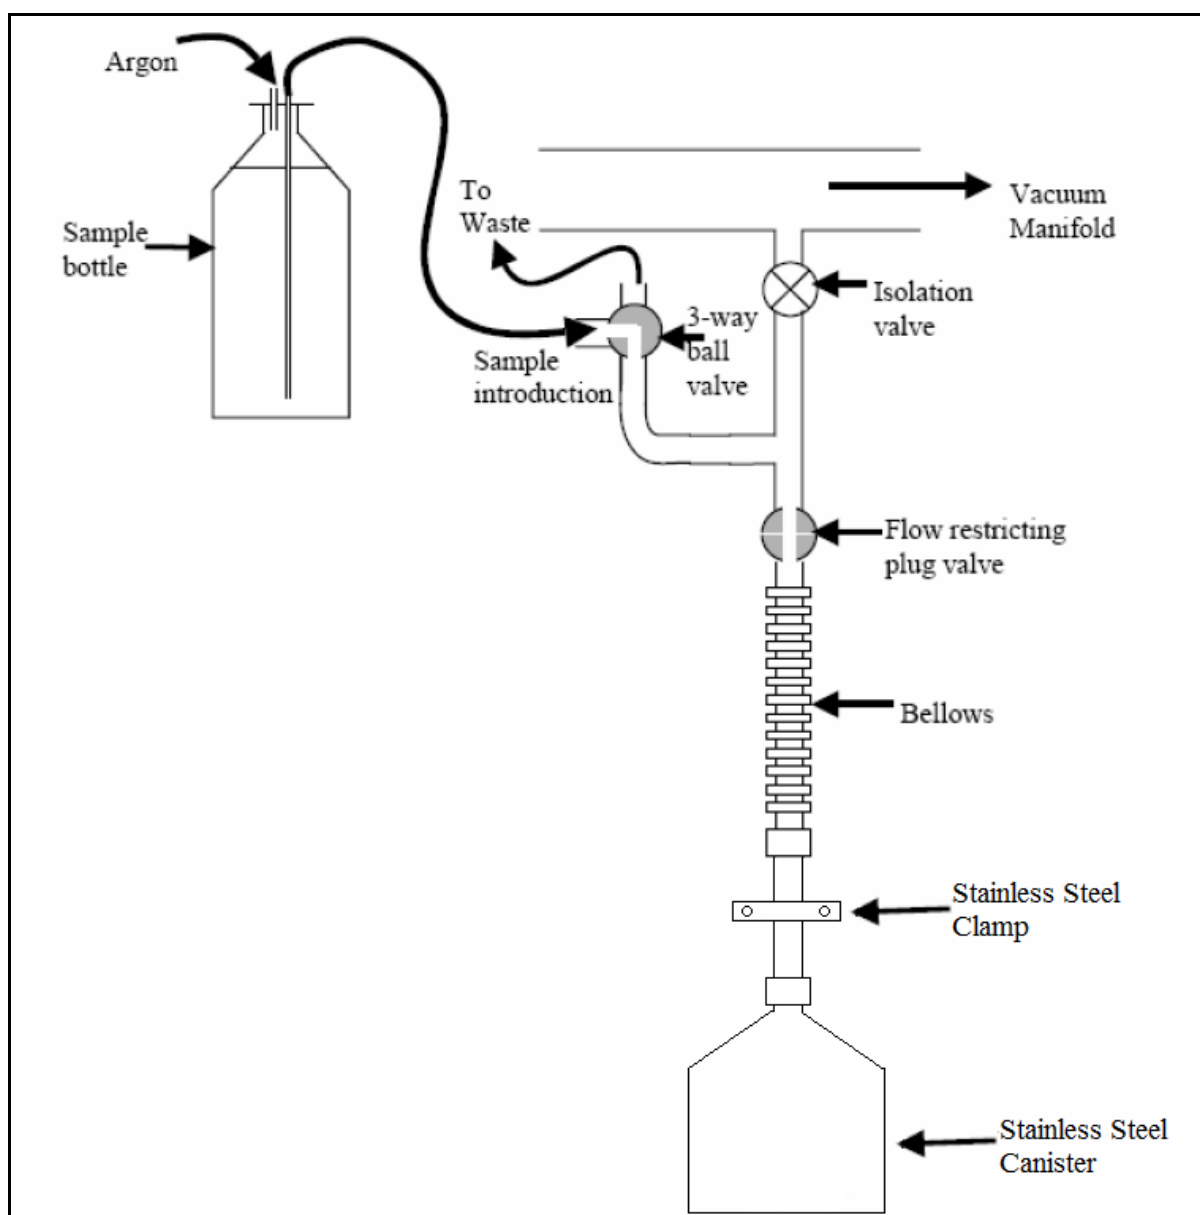 Argon
Sample
bottle
To
Waste
Vacuum
Manifold
Isolation
valve
3-way
ball
valve
Sample
introduction
Flow restricting
plug valve
Bellows
Stainless Steel
Clamp
Stainless Steel
Canister